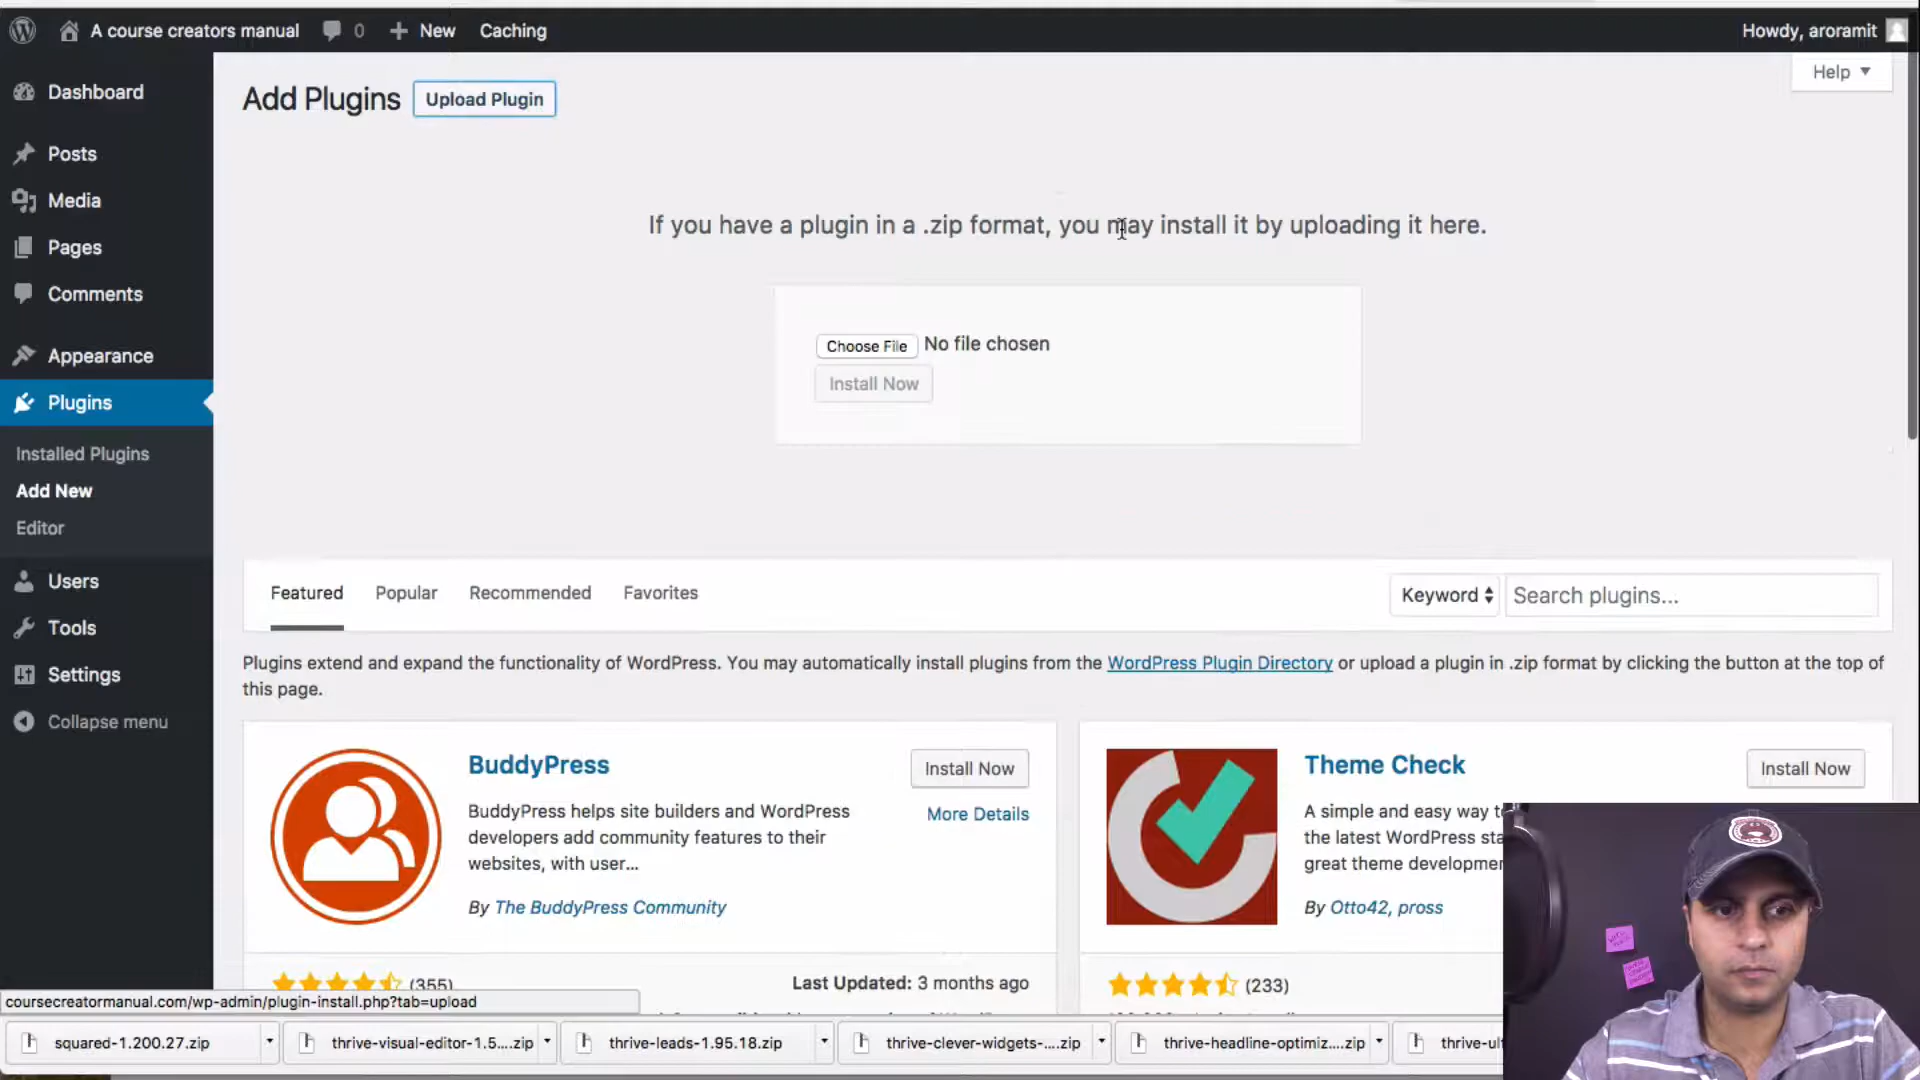 A course creators manual 0 New Caching Howdy, aroramit
Help
Add Plugins Upload Plugin
Dashboard
Posts
Media
Pages
Comments
Appearance
Plugins
Installed Plugins
Add New
Editor
Users
Tools
Settings
Collapse menu
If you have a plugin in a .zip format, you may install it by uploading it here.
Choose File No file chosen
Install Now
Featured Popular Recommended Favorites Keyword Search plugins...
Plugins extend and expand the functionality of WordPress. You may automatically install plugins from the WordPress Plugin Directory or upload a plugin in .zip format by clicking the button at the top of
this page.
BuddyPress
Install Now
More Details
BuddyPress helps site builders and WordPress
developers add community features to their
websites, with user...
By The BuddyPress Community
(355)
Last Updated: 3 months ago
Theme Check
Install Now
A simple and easy way
the latest WordPress
great theme
By Otto42, pross
(233)
coursecreatormanual.com/wp-admin/plugin-install.php?tab=upload
squared-1.200.27.zip thrive-visual-editor-1.5....zip thrive-leads-1.95.18.zip thrive-clever-widgets-....zip thrive-headline-optimiz....zip